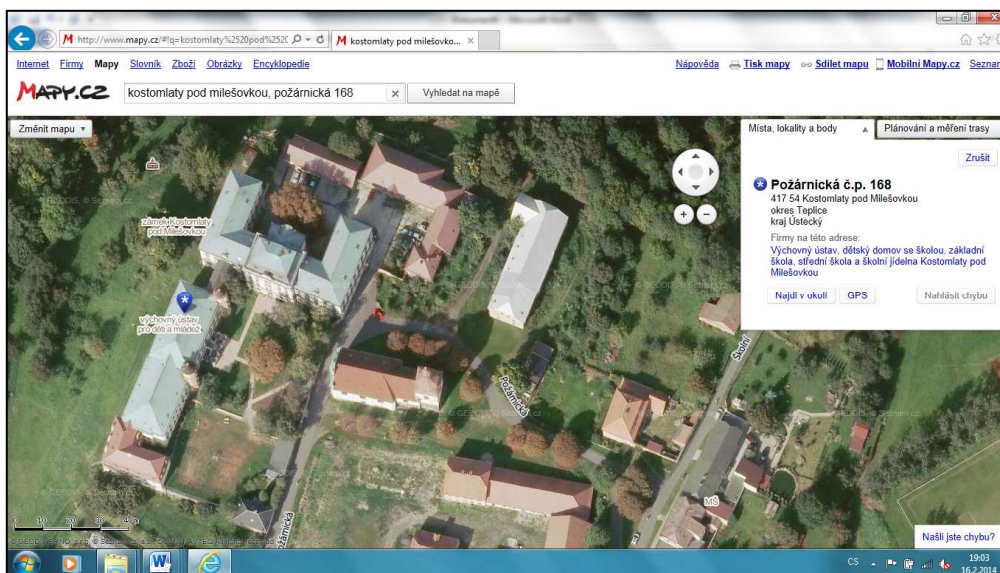 Dokument1 - Microsoft Word
http://www.mapy.cz/#!q=kostomlaty%2520pod%2520
kostomlaty pod milešovko... ×
Internet Firmy Mapy Slovník Zboží Obrázky Encyklopedie
Nápověda Tisk mapy Sdílet mapu Mobilní Mapy.cz Seznam
MAPY.CZ
kostomlaty pod milešovkou, požárnická 168 ×
Vyhledat na mapě
Změnit mapu
Místa, lokality a body
Plánování a měření trasy
Zrušit
Požárnická č.p. 168
417 54 Kostomlaty pod Milešovkou
okres Teplice
kraj Ústecký
Firmy na této adrese:
Výchovný ústav, dětský domov se školou, základní
škola, střední škola a školní jídelna Kostomlaty pod
Milešovkou
Najdi v okolí GPS Nahlásit chybu
zámek Kostomlaty
pod Milešovkou
výchovný ústav
pro děti a mládež
Školní
Požárnická
MŠ
Našli jste chybu?
CS
19:03
16.2.2014